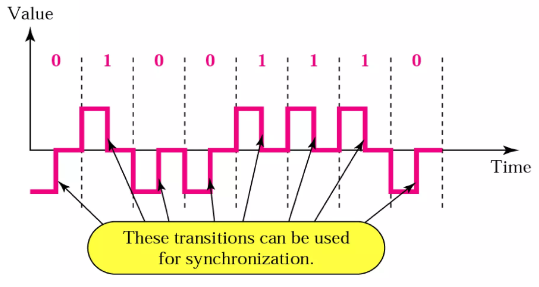 Value
0 1 0 0 1 1 1 0
Time
These transitions can be used
for synchronization.